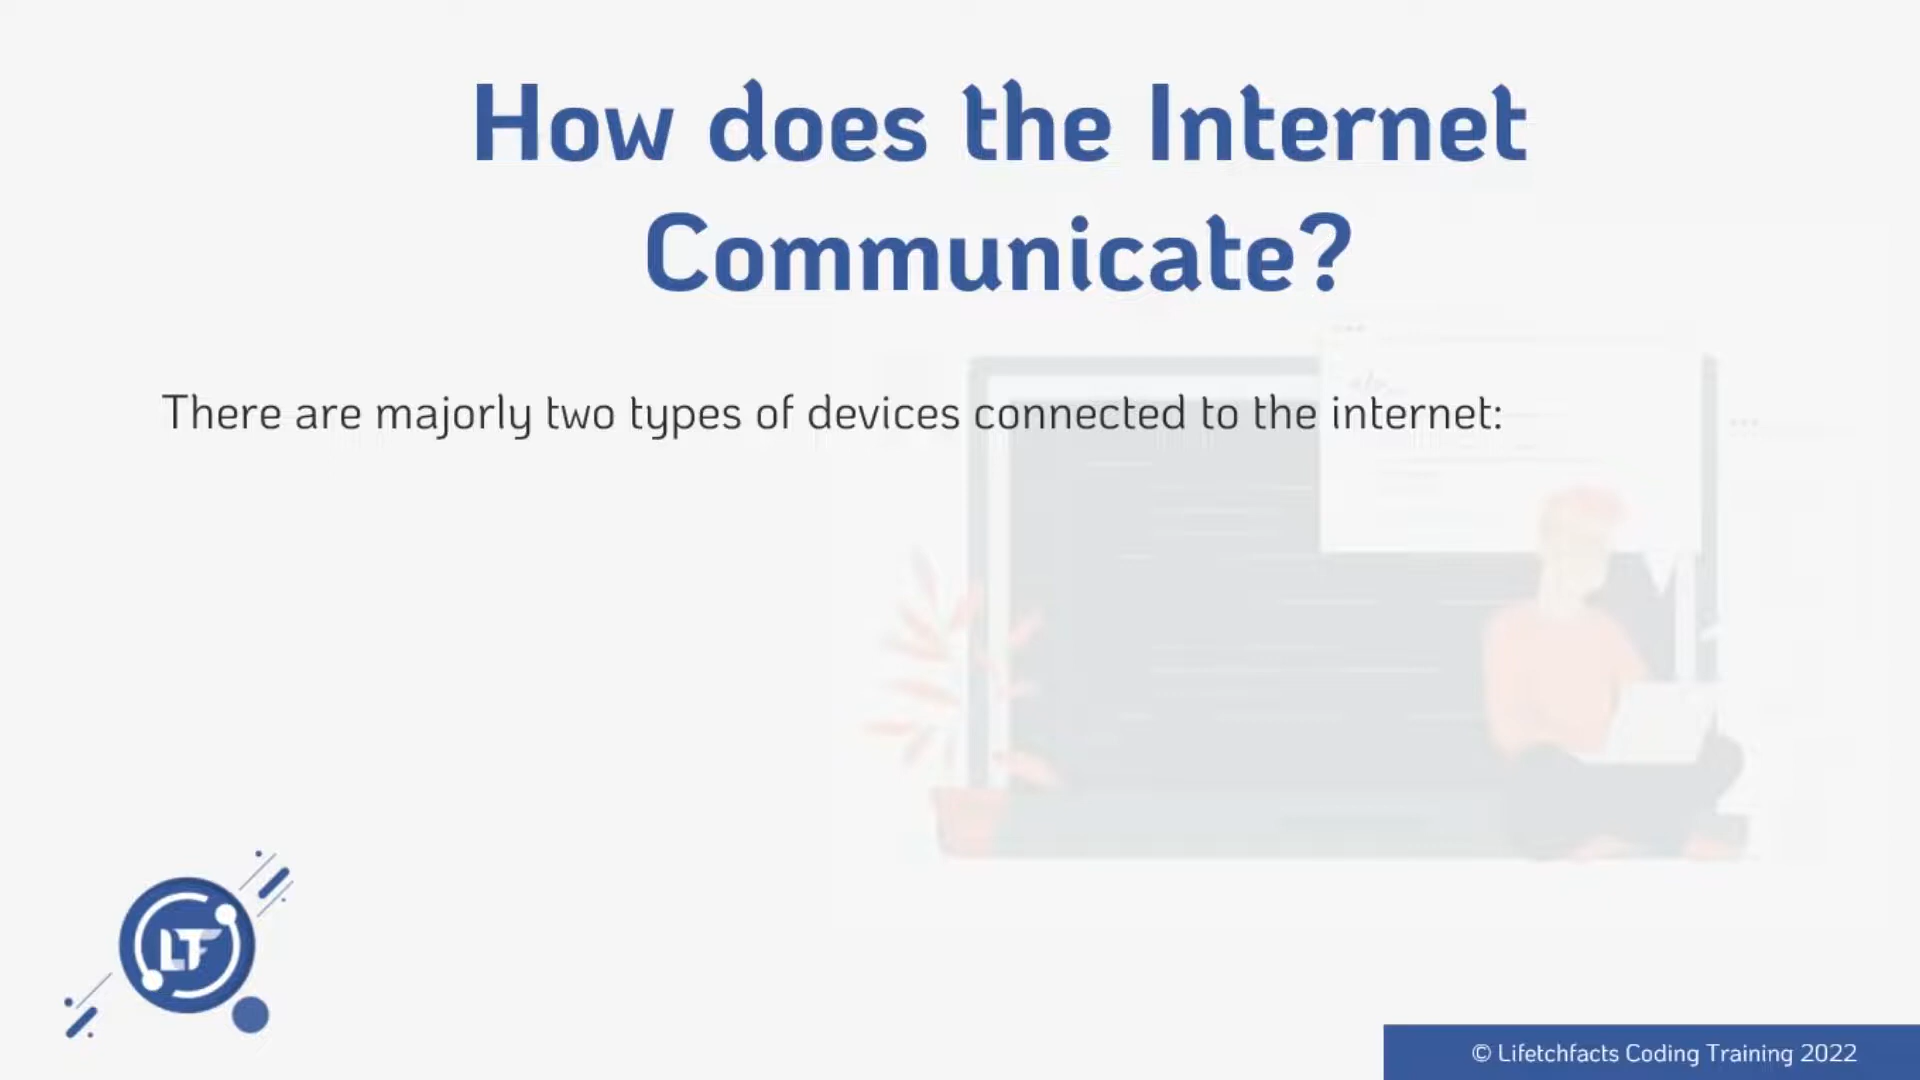 How does the Internet
Communicate?
There are majorly two types of devices connected to the internet:
LTF
© Lifetchfacts Coding Training 2022